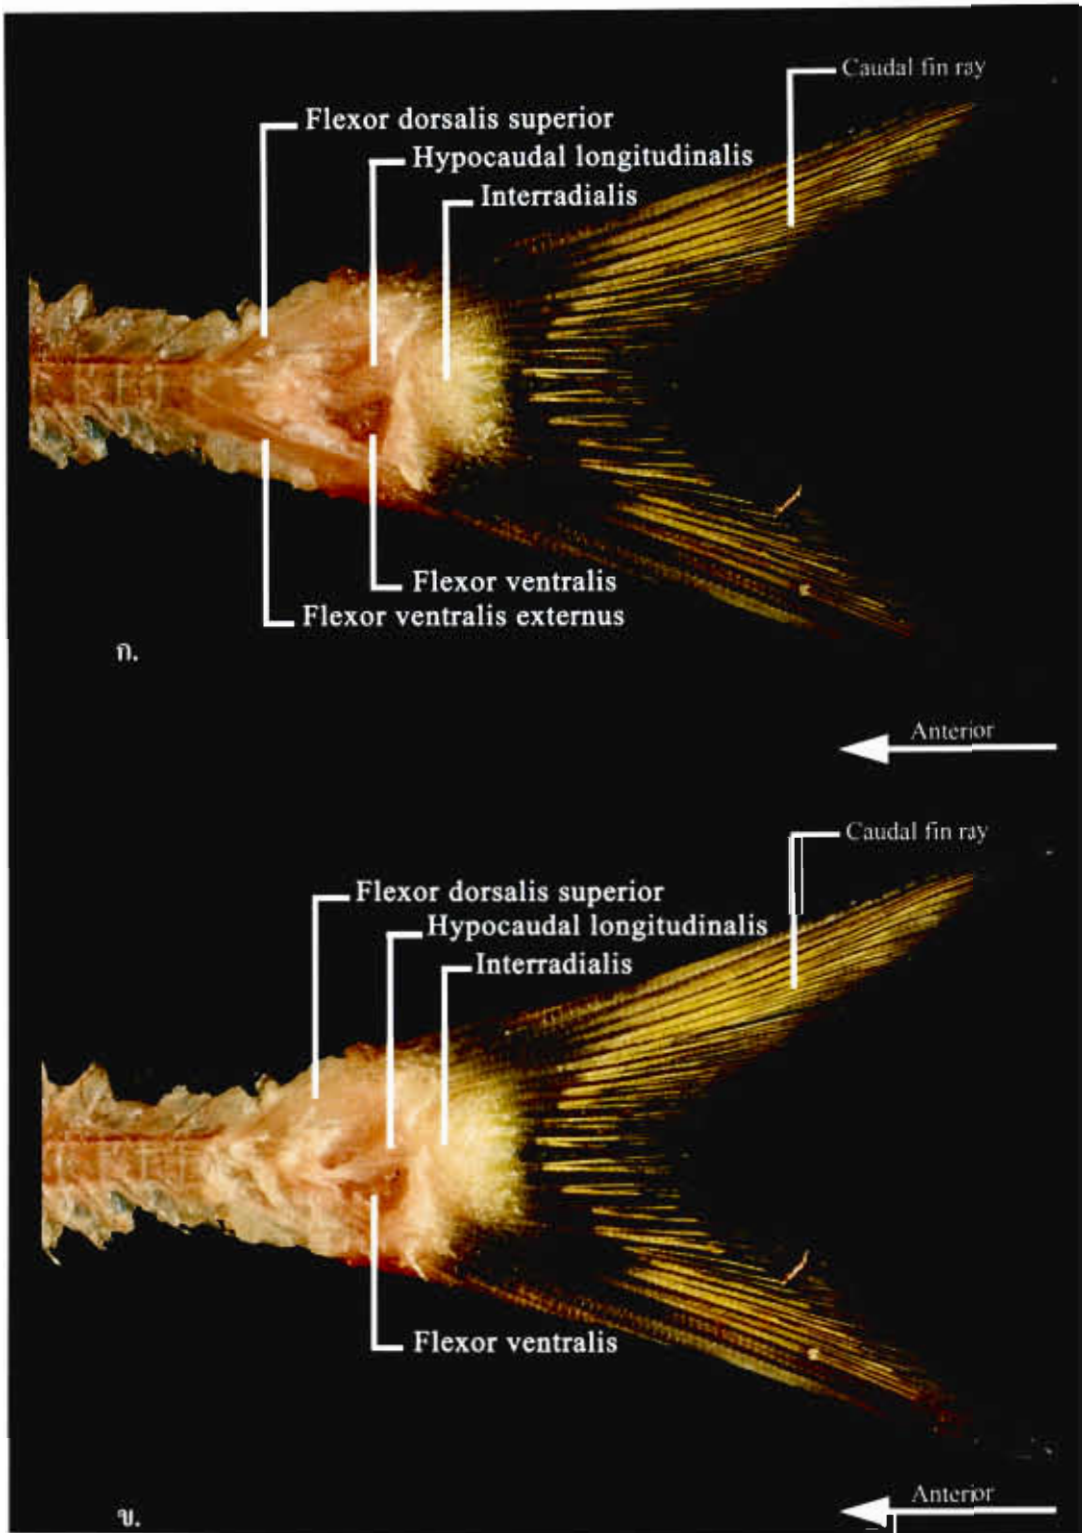 Caudal fin ray
Flexor dorsalis superior
Hypocaudal longitudinalis
Interradialis
Flexor ventralis
Flexor ventralis externus
ก.
Anterior
Caudal fin ray
Flexor dorsalis superior
Hypocaudal longitudinalis
Interradialis
Flexor ventralis
Anterior
ข.